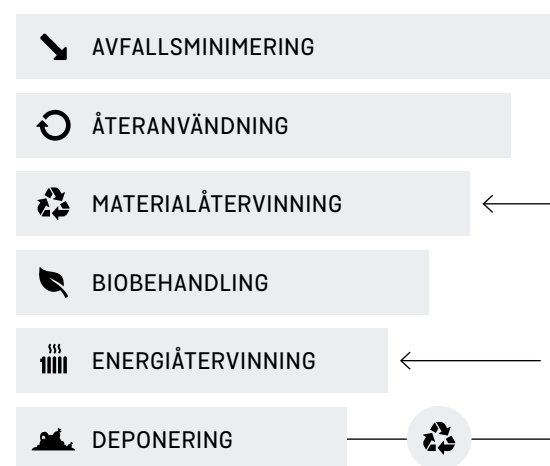 AVFALLSMINIMERING
ÅTERANVÄNDNING
MATERIALÅTERVINNING
BIOBEHANDLING
ENERGIÅTERVINNING
DEPONERING